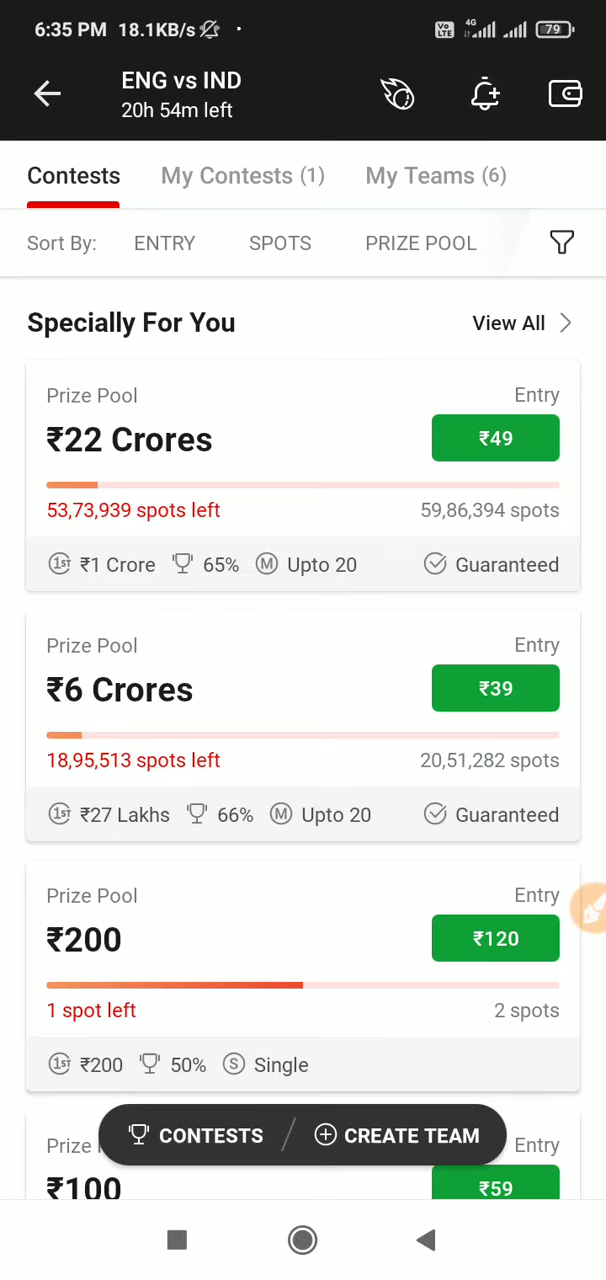 6:35 PM 18.1KB/s
Vo LTE 4G 79
ENG vs IND
20h 54m left
Contests My Contests (1) My Teams (6)
Sort By: ENTRY SPOTS PRIZE POOL
Specially For You View All
Prize Pool Entry
₹22 Crores ₹49
53,73,939 spots left 59,86,394 spots
1ST ₹1 Crore 65% M Upto 20 Guaranteed
Prize Pool Entry
₹6 Crores ₹39
18,95,513 spots left 20,51,282 spots
1ST ₹27 Lakhs 66% M Upto 20 Guaranteed
Prize Pool Entry
₹200 ₹120
1 spot left 2 spots
1ST ₹200 50% S Single
CONTESTS CREATE TEAM
Prize Entry
₹100 ₹59